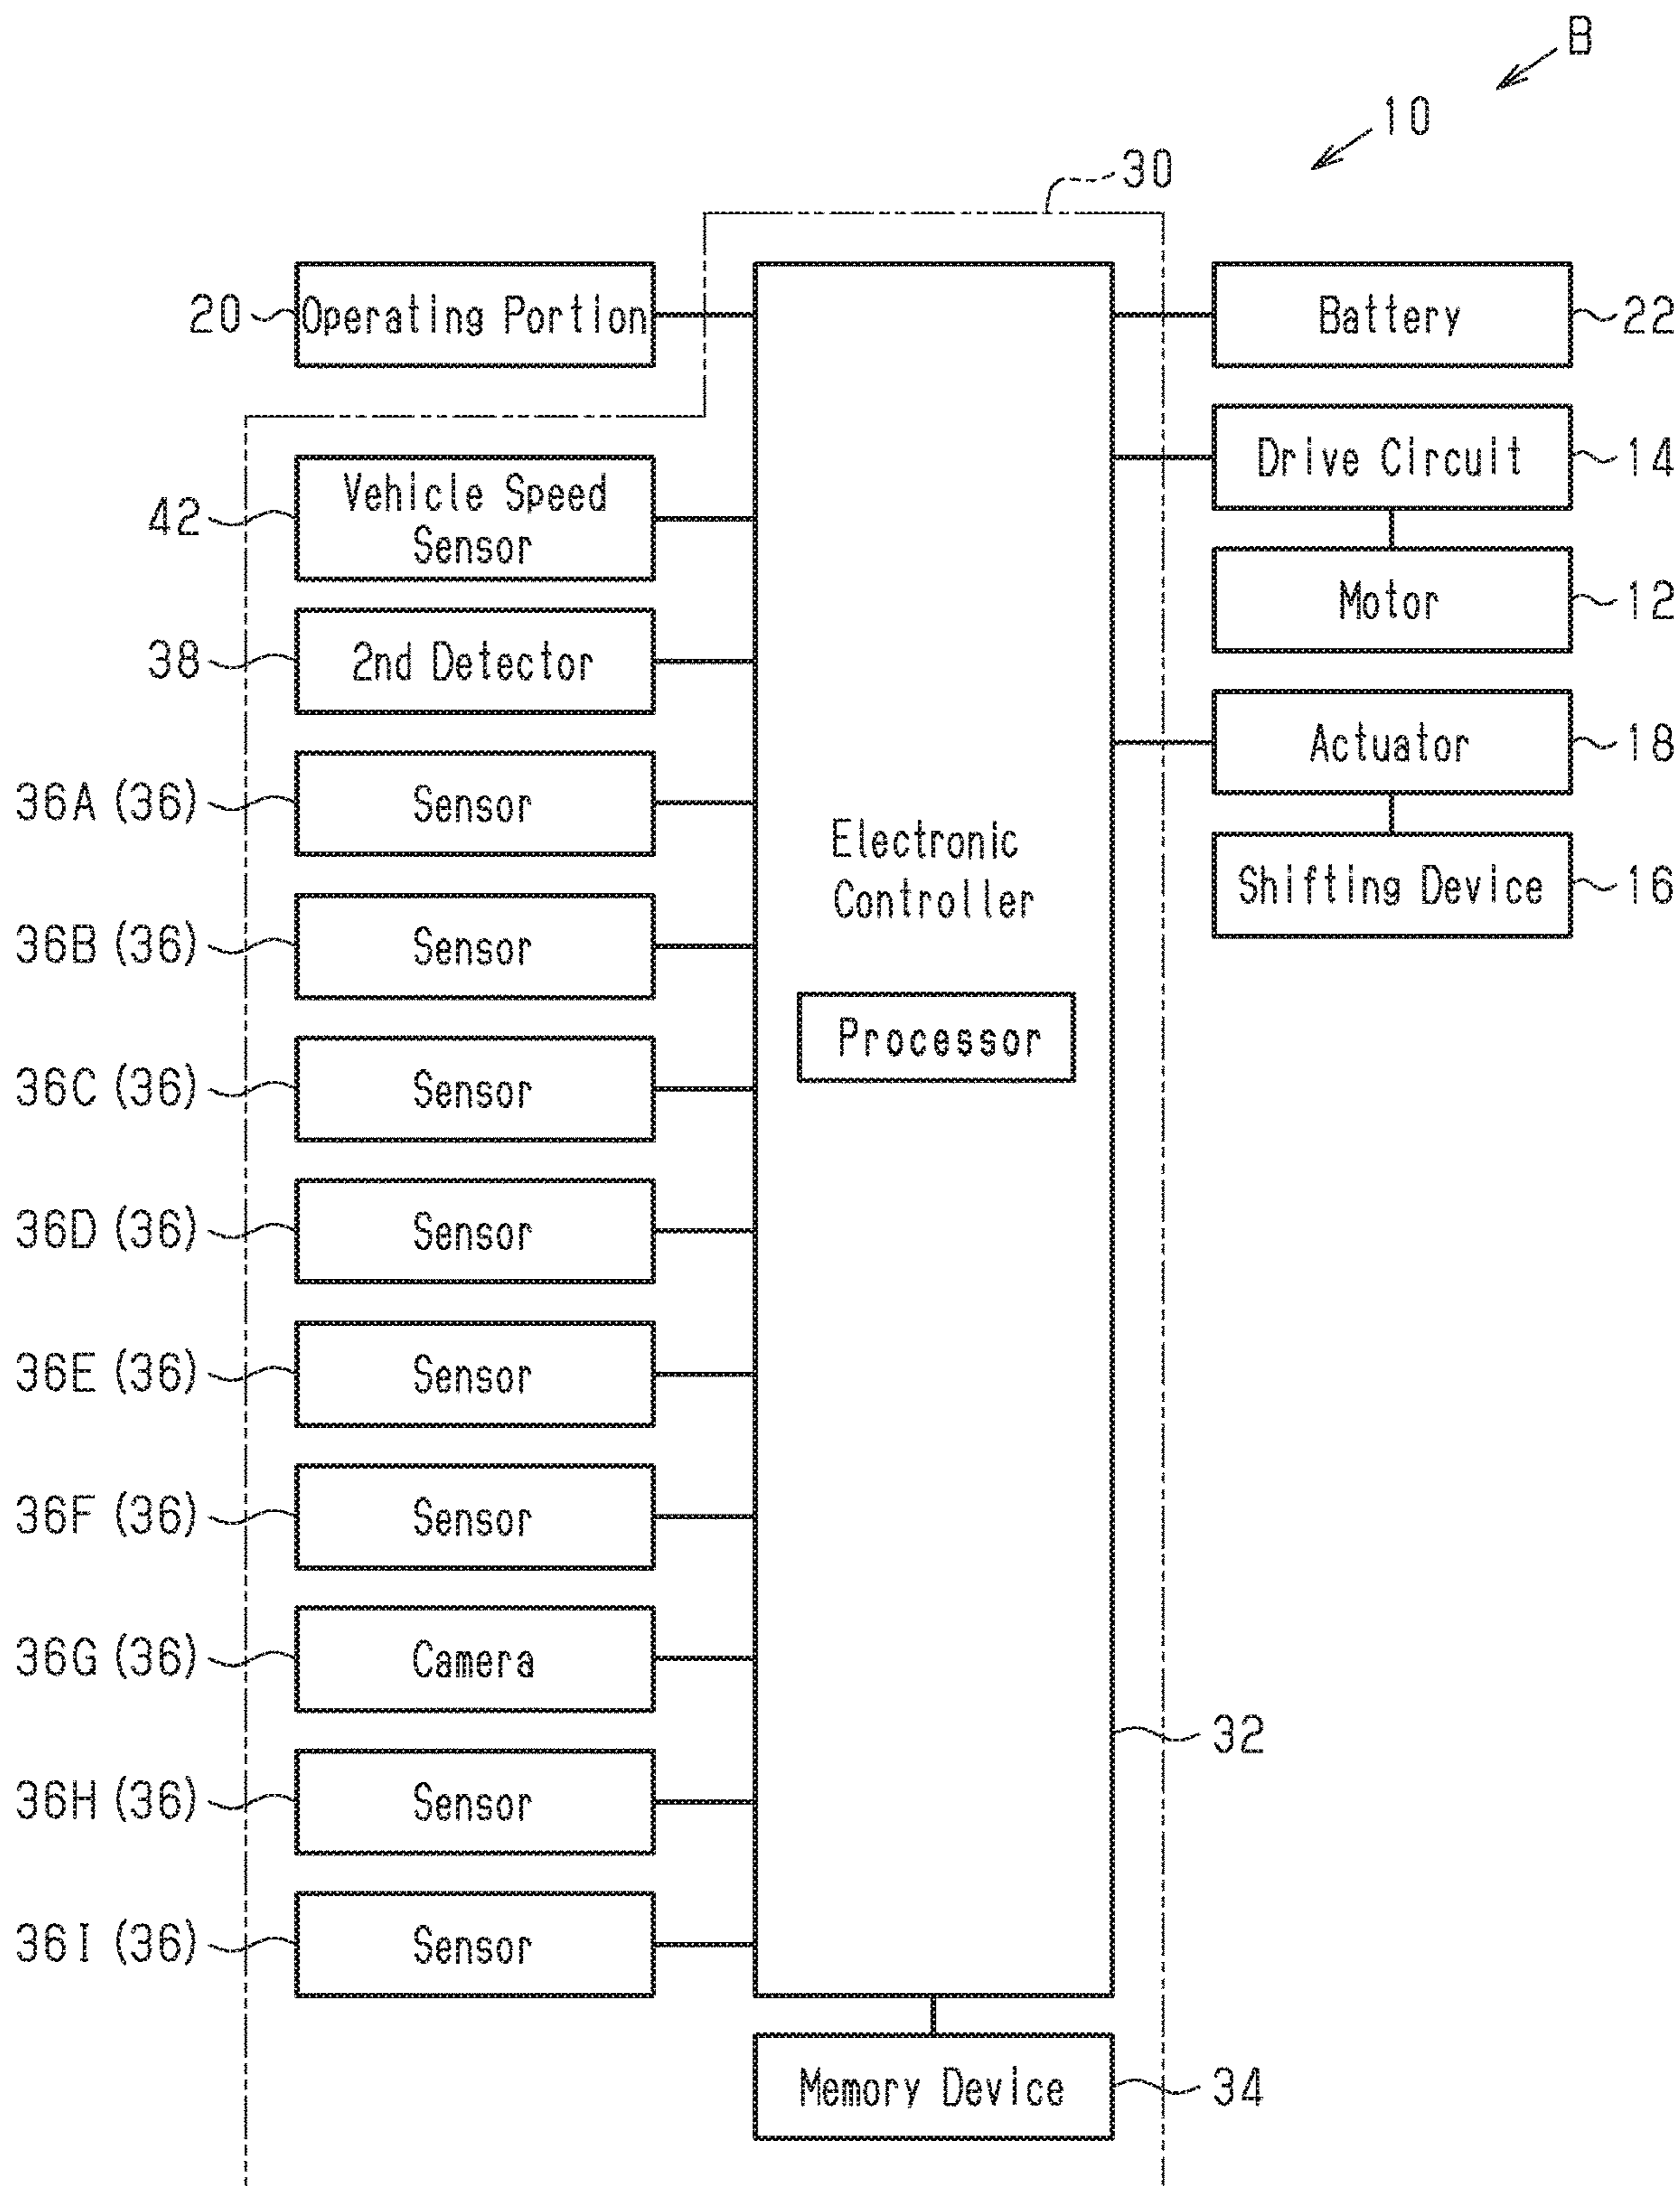 B
10
30
20 Operating Portion
Battery 22
Drive Circuit 14
42 Vehicle Speed
Sensor
Motor 12
38 2nd Detector
Actuator 18
36A (36) Sensor
Electronic
Controller
Shifting Device 16
36B (36) Sensor
Processor
36C (36) Sensor
36D (36) Sensor
36E (36) Sensor
36F (36) Sensor
36G (36) Camera
32
36H (36) Sensor
36I (36) Sensor
Memory Device 34